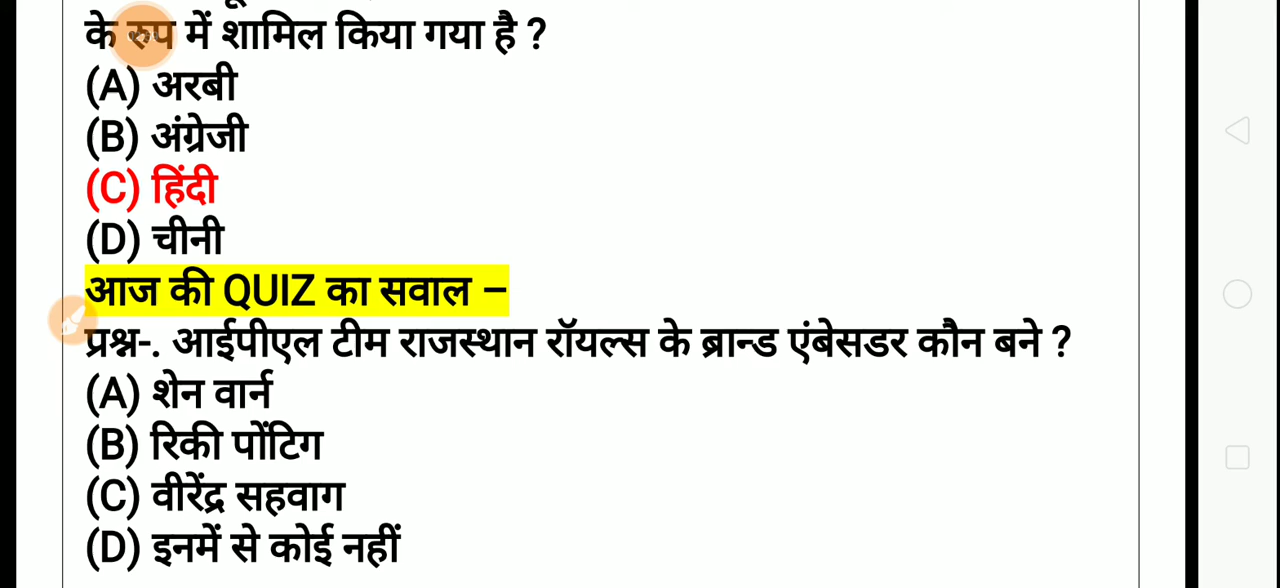 के रुप में शामिल किया गया है ?
(A) अरबी
(B) अंग्रेजी
(C) हिंदी
(D) चीनी
आज की QUIZ का सवाल –
प्रश्न-. आईपीएल टीम राजस्थान रॉयल्स के ब्रान्ड एंबेसडर कौन बने ?
(A) शेन वार्न
(B) रिकी पोंटिग
(C) वीरेंद्र सहवाग
(D) इनमें से कोई नहीं